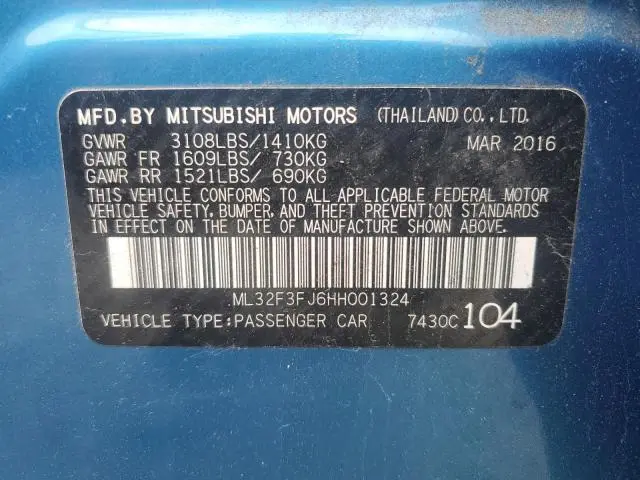 MFD.BY MITSUBISHI MOTORS (THAILAND)CO.,LTD.
GVWR 3108LBS/1410KG MAR 2016
GAWR FR 1609LBS/ 730KG
GAWR RR 1521LBS/ 690KG
THIS VEHICLE CONFORMS TO ALL APPLICABLE FEDERAL MOTOR
VEHICLE SAFETY, BUMPER, AND THEFT PREVENTION STANDARDS
IN EFFECT ON THE DATE OF MANUFACTURE SHOWN ABOVE.
ML32F3FJ6HH001324
VEHICLE TYPE:PASSENGER CAR 7430C 104